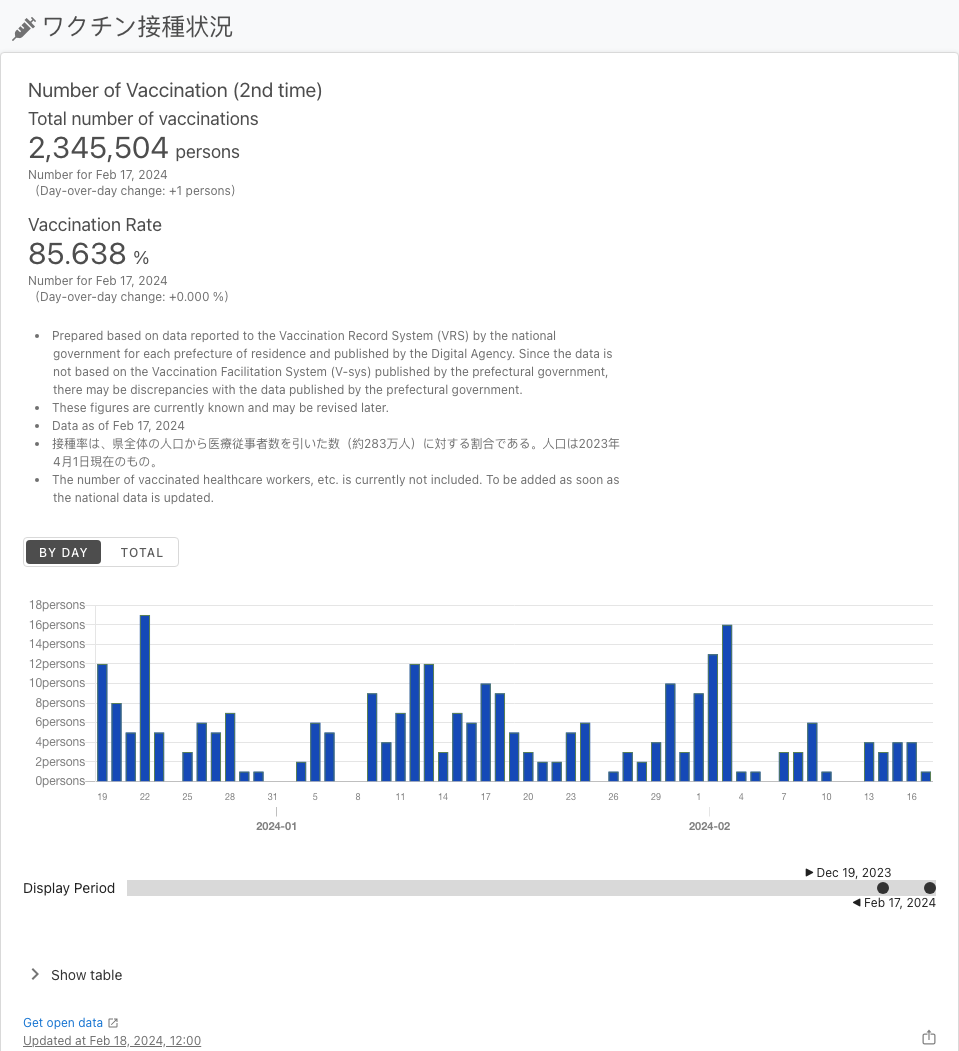 ワクチン接種状況
Number of Vaccination (2nd time)
Total number of vaccinations
2,345,504 persons
Number for Feb 17, 2024
(Day-over-day change: +1 persons)
Vaccination Rate
85.638 %
Number for Feb 17, 2024
(Day-over-day change: +0.000 %)
• Prepared based on data reported to the Vaccination Record System (VRS) by the national
government for each prefecture of residence and published by the Digital Agency. Since the data is
not based on the Vaccination Facilitation System (V-sys) published by the prefectural government,
there may be discrepancies with the data published by the prefectural government.
• These figures are currently known and may be revised later.
• Data as of Feb 17, 2024
• 接種率は、県全体の人口から医療従事者数を引いた数（約283万人）に対する割合である。人口は2023年
4月1日現在のもの。
• The number of vaccinated healthcare workers, etc. is currently not included. To be added as soon as
the national data is updated.
BY DAY TOTAL
18persons
16persons
14persons
12persons
10persons
8persons
6persons
4persons
2persons
0persons
19 22 25 28 31 5 8 11 14 17 20 23 26 29 1 4 7 10 13 16
2024-01 2024-02
Dec 19, 2023
Display Period
Feb 17, 2024
Show table
Get open data
Updated at Feb 18, 2024, 12:00